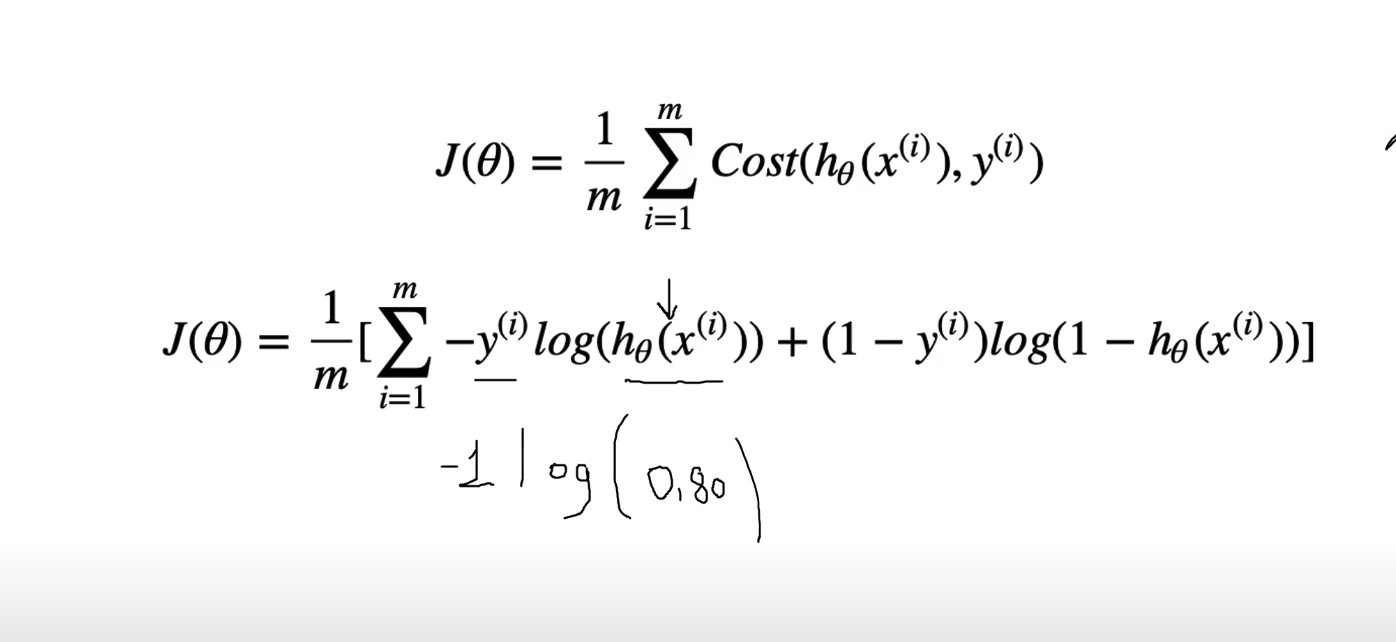 J(θ) = 1/m ∑_{i=1}^{m} Cost(h_θ(x^{(i)}), y^{(i)})
J(θ) = 1/m [∑_{i=1}^{m} −y^{(i)} log(h_θ(x^{(i)})) + (1 − y^{(i)})log(1 − h_θ(x^{(i)}))]
-1 log(0,80)